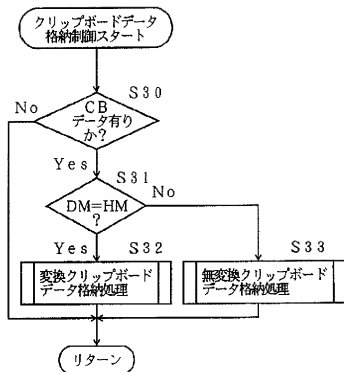 クリップボードデータ
格納制御スタート
S30
No
CB
データ有り
か?
Yes
S31
No
DM=HM
?
Yes
S32
S33
変換クリップボード
データ格納処理
無変換クリップボード
データ格納処理
リターン